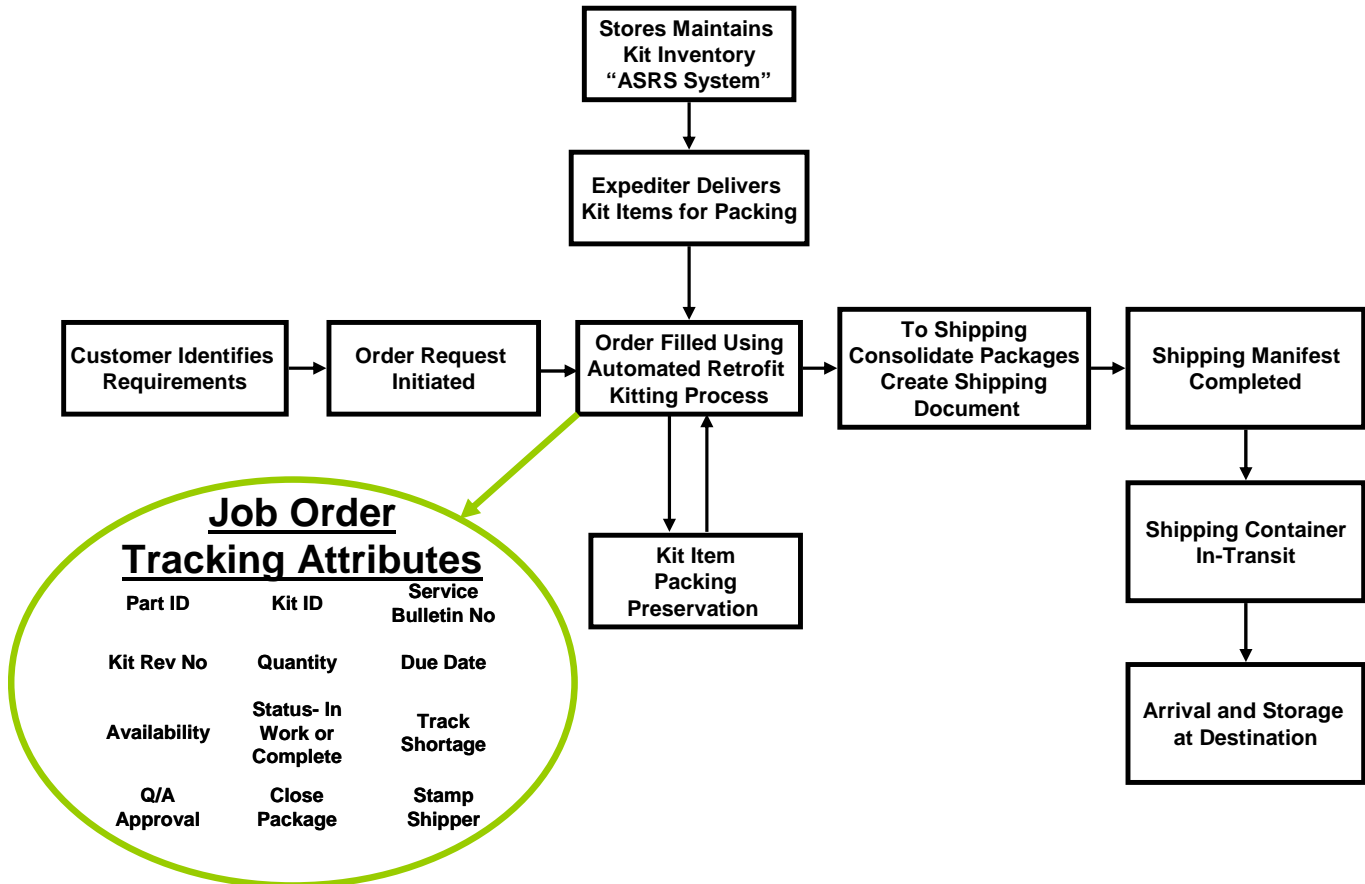 Stores Maintains
Kit Inventory
“ASRS System”
Expediter Delivers
Kit Items for Packing
Customer Identifies
Requirements
Order Request
Initiated
Order Filled Using
Automated Retrofit
Kitting Process
To Shipping
Consolidate Packages
Create Shipping
Document
Shipping Manifest
Completed
Kit Item
Packing
Preservation
Shipping Container
In-Transit
Arrival and Storage
at Destination
Job Order
Tracking Attributes
Part ID
Kit ID
Service
Bulletin No
Kit Rev No
Quantity
Due Date
Availability
Status- In
Work or
Complete
Track
Shortage
Q/A
Approval
Close
Package
Stamp
Shipper